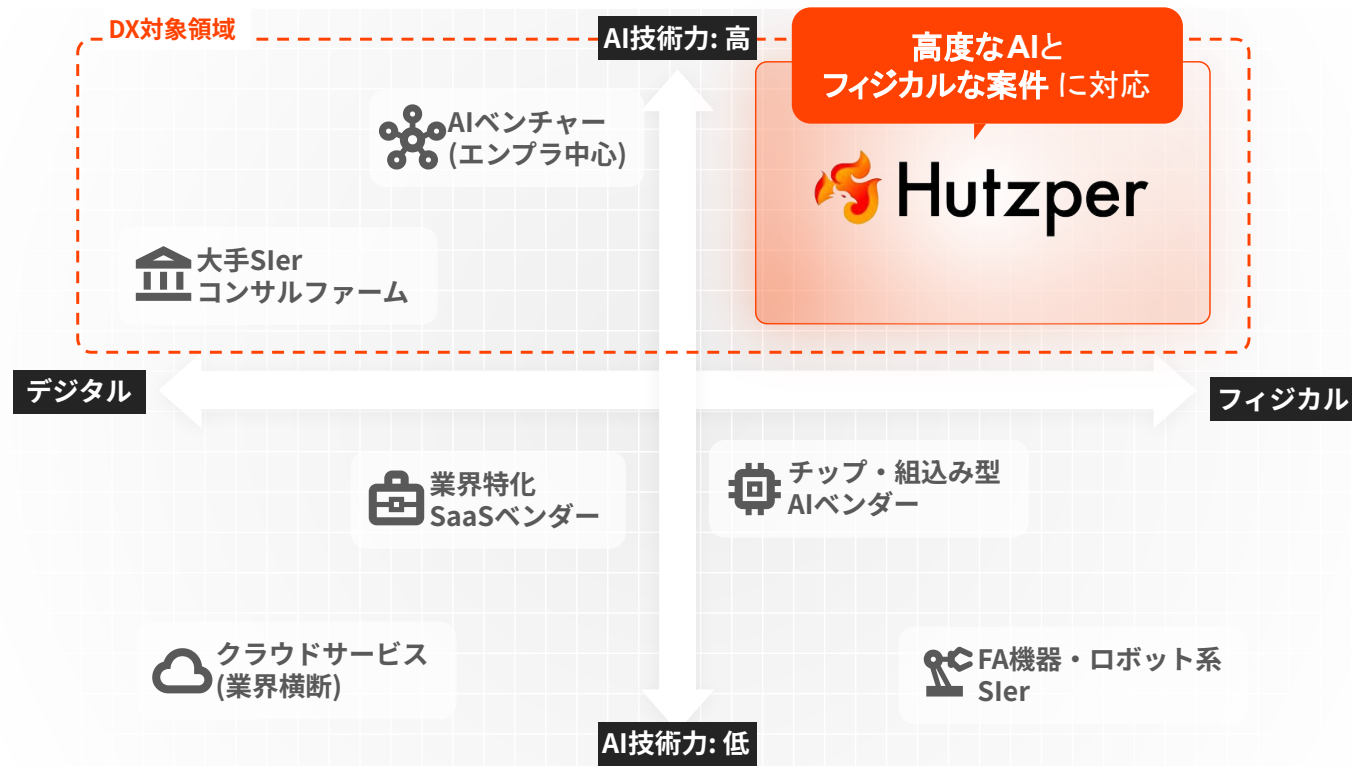 DX対象領域
AI技術力: 高
高度なAIと
フィジカルな案件 に対応
AIベンチャー
(エンプラ中心)
Hutzper
大手SIer
コンサルファーム
デジタル
フィジカル
業界特化
SaaSベンダー
チップ・組込み型
AIベンダー
クラウドサービス
(業界横断)
FA機器・ロボット系
SIer
AI技術力: 低